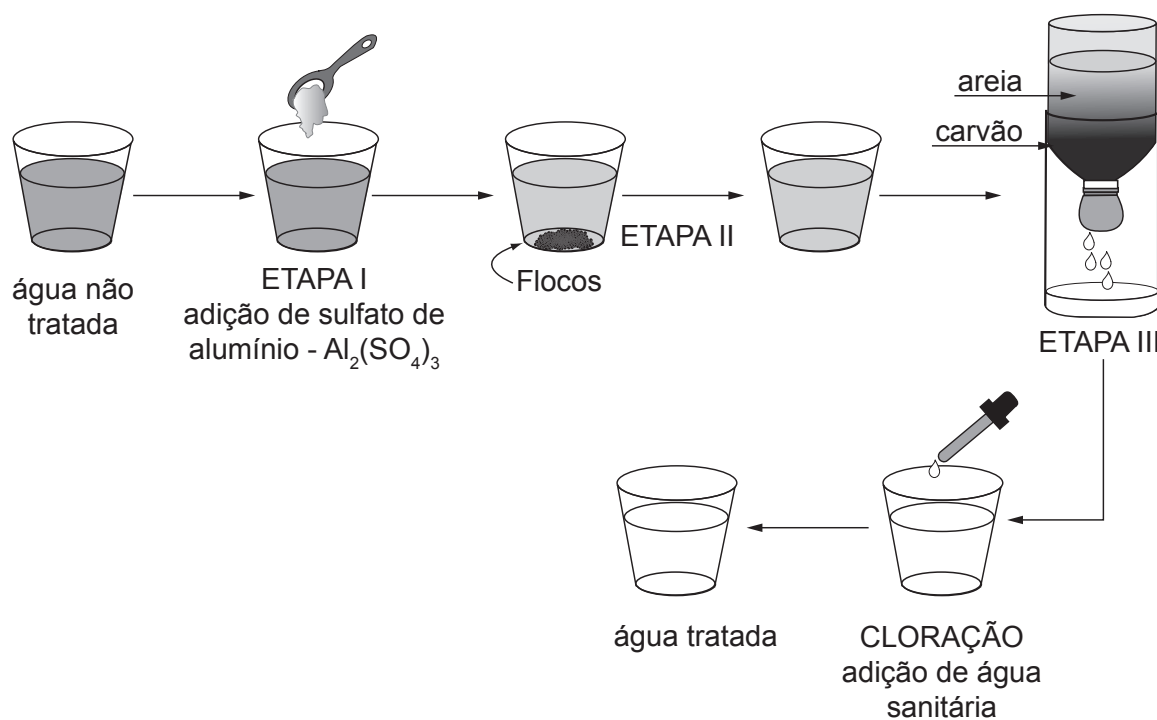 areia
carvão
ETAPA II
Flocos
água não
tratada
ETAPA I
adição de sulfato de
alumínio - Al₂(SO₄)₃
ETAPA III
água tratada
CLORAÇÃO
adição de água
sanitária